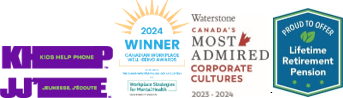 KIDS HELP PHONE
JEUNESSE, J'ÉCOUTE
2024
WINNER
CANADIAN WORKPLACE
WELL-BEING AWARDS
Workplace Strategies
for Mental Health
Waterstone
CANADA'S
MOST
ADMIRED
CORPORATE
CULTURES
2023 - 2024
PROUD TO OFFER
Lifetime
Retirement
Pension